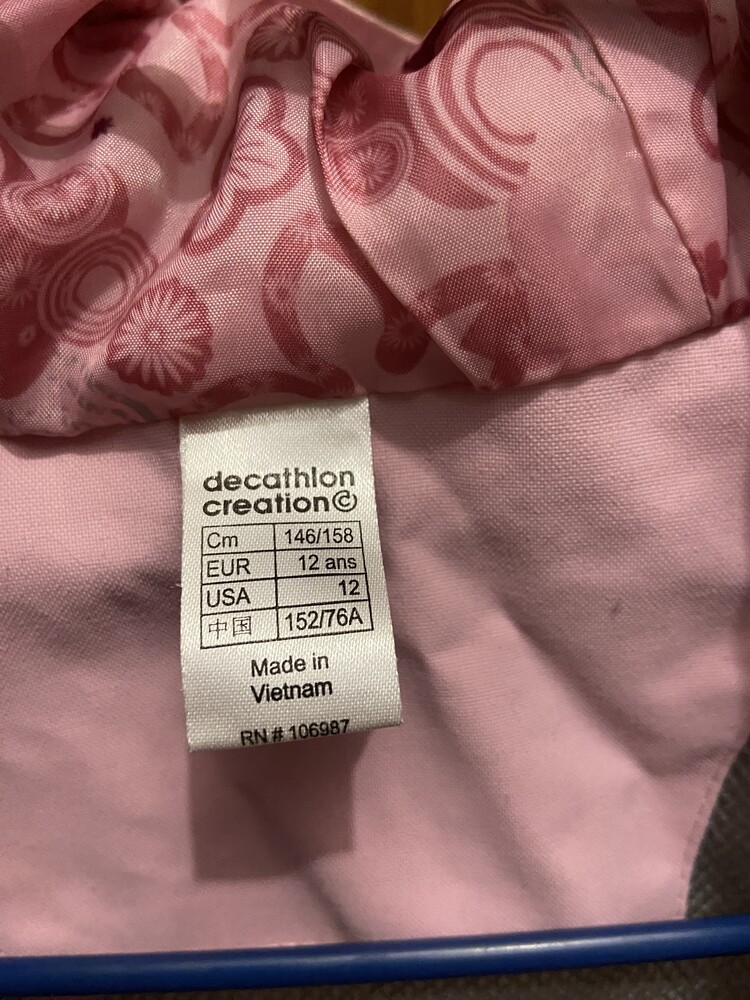 decathlon
creation©
Cm 146/158
EUR 12 ans
USA 12
中国 152/76A
Made in
Vietnam
RN # 106987